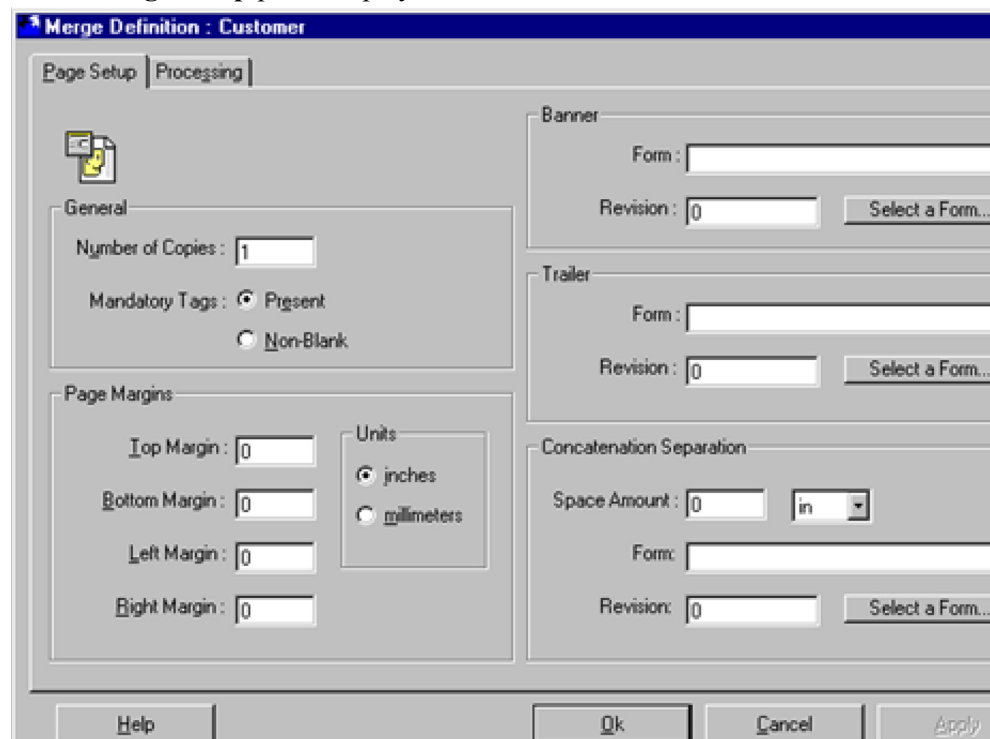 Merge Definition : Customer
Page Setup
Processing
General
Number of Copies : 1
Mandatory Tags : Present
Non-Blank
Page Margins
Top Margin : 0
Bottom Margin : 0
Left Margin : 0
Right Margin : 0
Units
inches
millimeters
Banner
Form :
Revision : 0 Select a Form...
Trailer
Form :
Revision : 0 Select a Form...
Concatenation Separation
Space Amount : 0 in
Form:
Revision: 0 Select a Form...
Help
Ok
Cancel
Apply